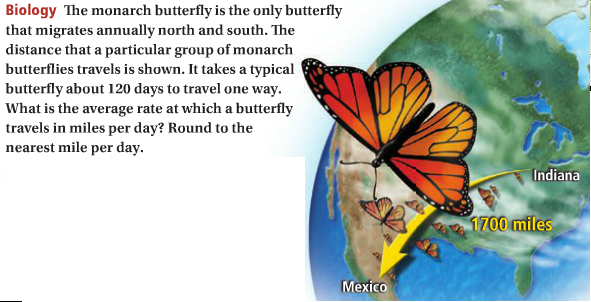 Biology The monarch butterfly is the only butterfly
that migrates annually north and south. The
distance that a particular group of monarch
butterflies travels is shown. It takes a typical
butterfly about 120 days to travel one way.
What is the average rate at which a butterfly
travels in miles per day? Round to the
nearest mile per day.
Indiana
1700 miles
Mexico